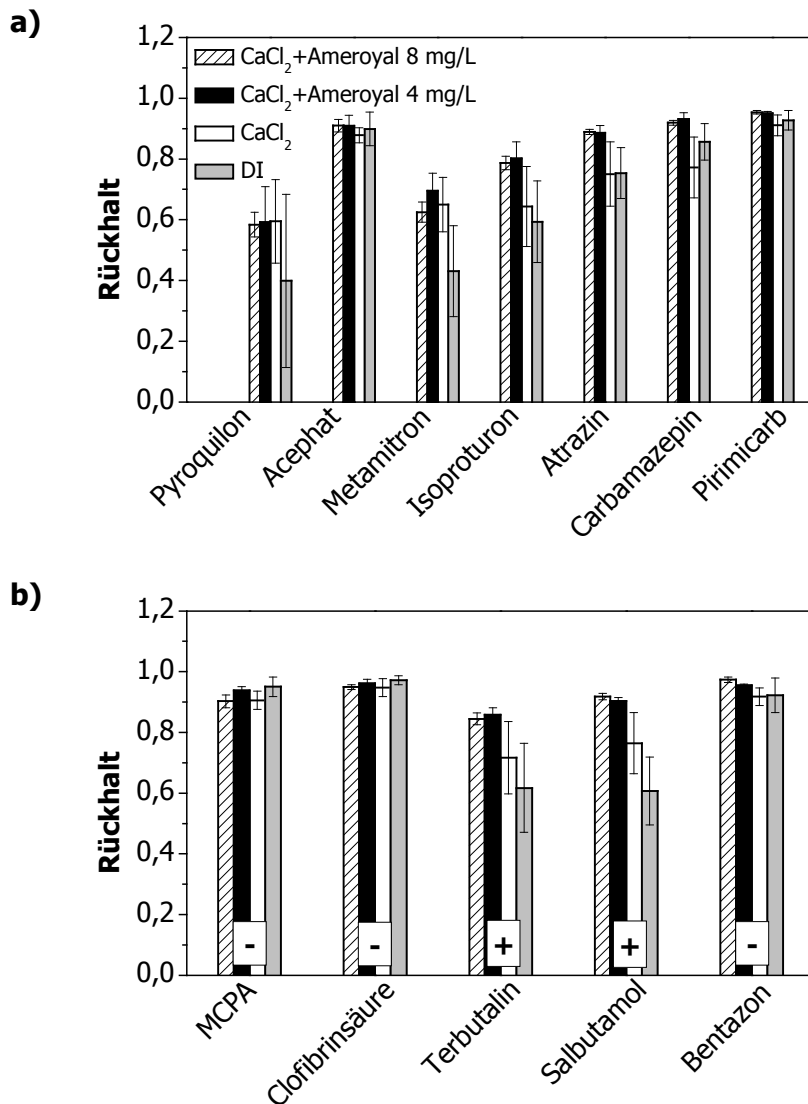 a)
1,2
1,0
0,8
0,6
0,4
0,2
0,0
Rückhalt
CaCl₂+Ameroyal 8 mg/L
CaCl₂+Ameroyal 4 mg/L
CaCl₂
DI
Pyroquilon
Acephat
Metamitron
Isoproturon
Atrazin
Carbamazepin
Pirimicarb
b)
1,2
1,0
0,8
0,6
0,4
0,2
0,0
Rückhalt
-
-
+
+
-
MCPA
Clofibrinsäure
Terbutalin
Salbutamol
Bentazon